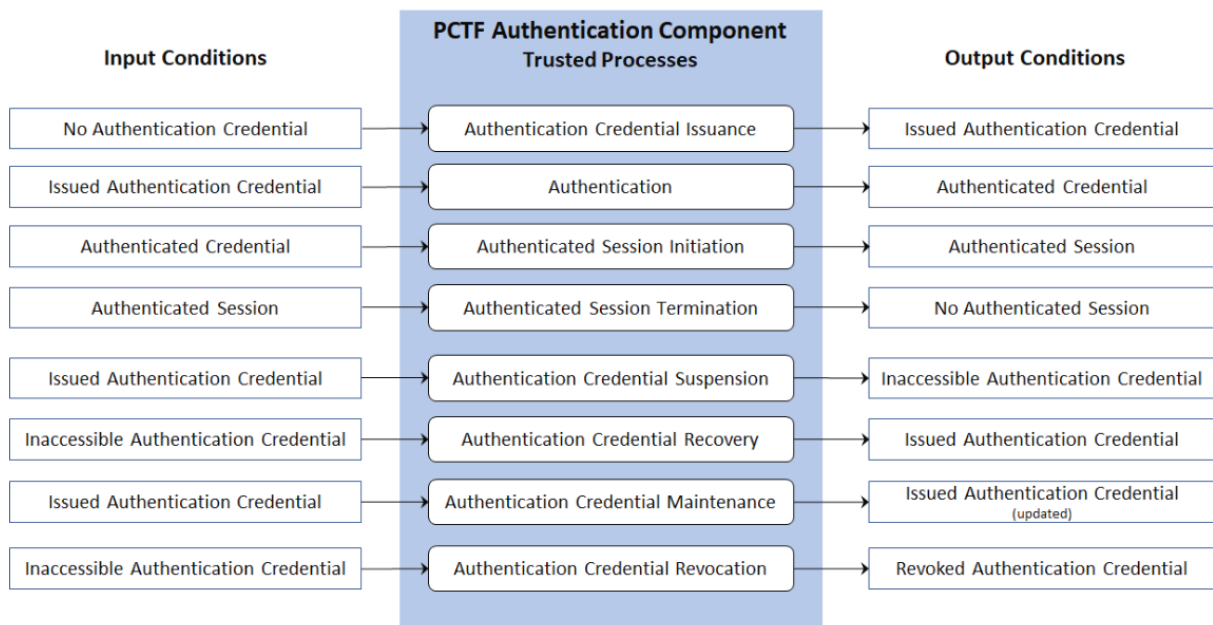 PCTF Authentication Component
Input Conditions
Trusted Processes
Output Conditions
No Authentication Credential
Authentication Credential Issuance
Issued Authentication Credential
Issued Authentication Credential
Authentication
Authenticated Credential
Authenticated Credential
Authenticated Session Initiation
Authenticated Session
Authenticated Session
Authenticated Session Termination
No Authenticated Session
Issued Authentication Credential
Authentication Credential Suspension
Inaccessible Authentication Credential
Inaccessible Authentication Credential
Authentication Credential Recovery
Issued Authentication Credential
Issued Authentication Credential
Authentication Credential Maintenance
Issued Authentication Credential
(updated)
Inaccessible Authentication Credential
Authentication Credential Revocation
Revoked Authentication Credential